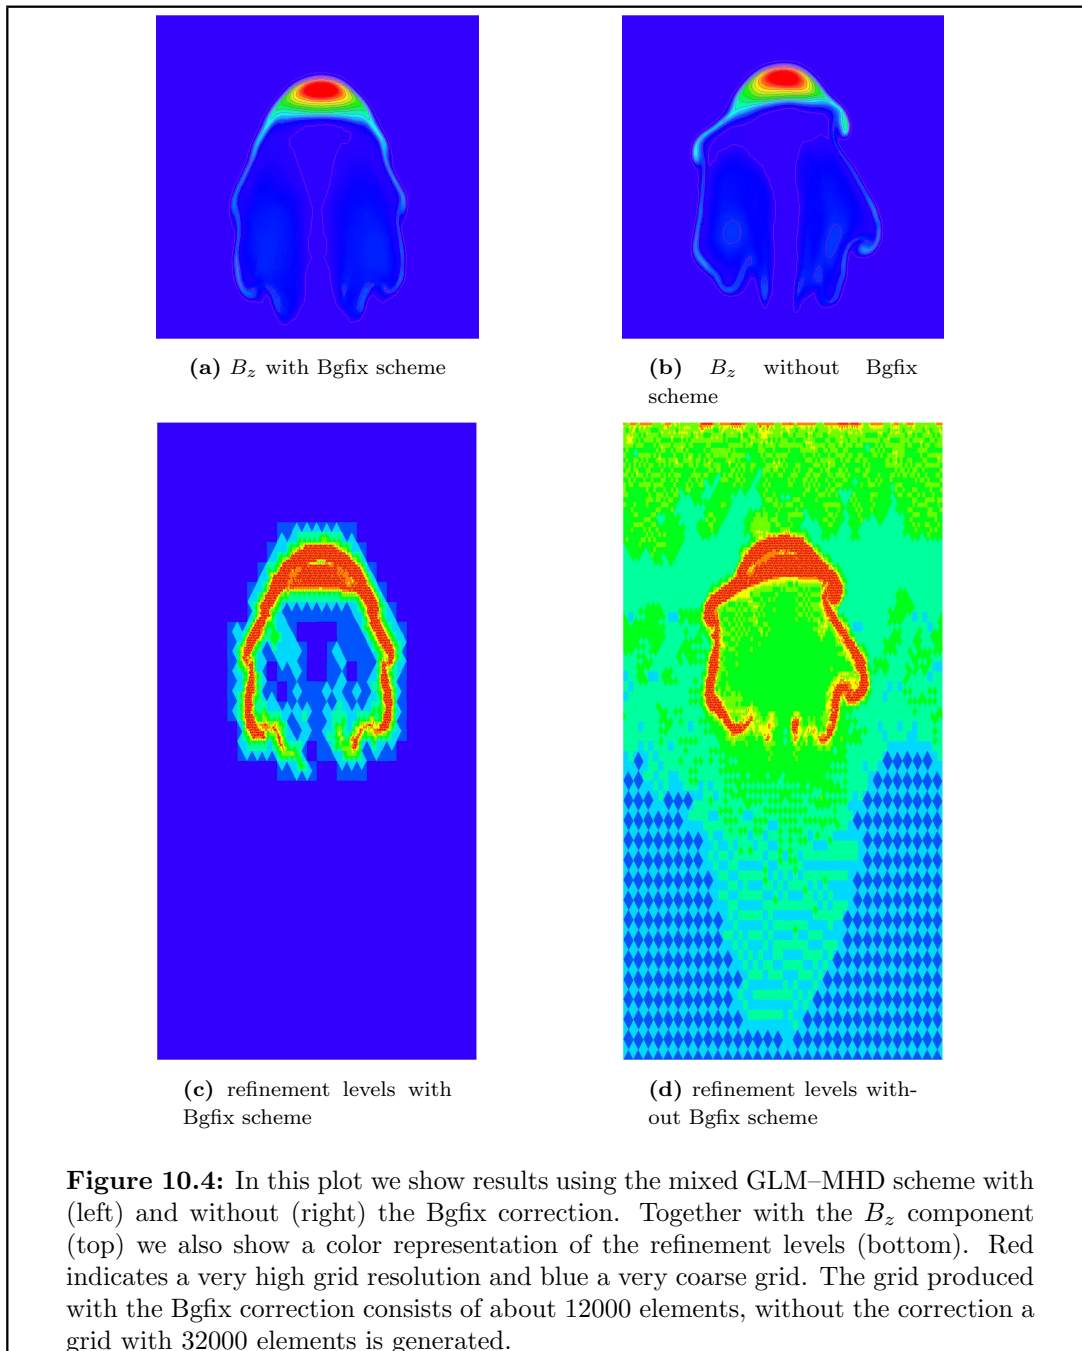 (a) B_z with Bgfix scheme
(b) B_z without Bgfix
scheme
(c) refinement levels with
Bgfix scheme
(d) refinement levels with-
out Bgfix scheme
Figure 10.4: In this plot we show results using the mixed GLM–MHD scheme with
(left) and without (right) the Bgfix correction. Together with the B_z component
(top) we also show a color representation of the refinement levels (bottom). Red
indicates a very high grid resolution and blue a very coarse grid. The grid produced
with the Bgfix correction consists of about 12000 elements, without the correction a
grid with 32000 elements is generated.